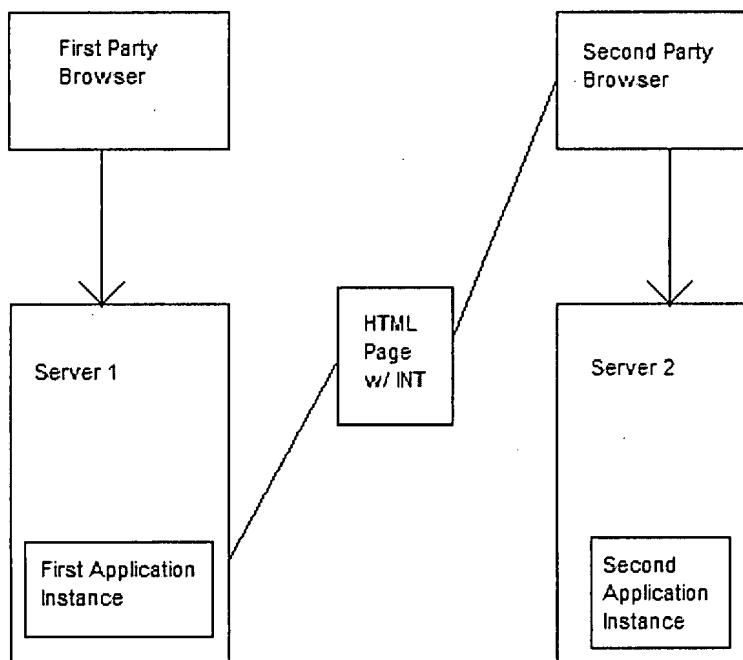 First Party
Browser
Second Party
Browser
HTML
Page
w/ INT
Server 1
Server 2
First Application
Instance
Second
Application
Instance